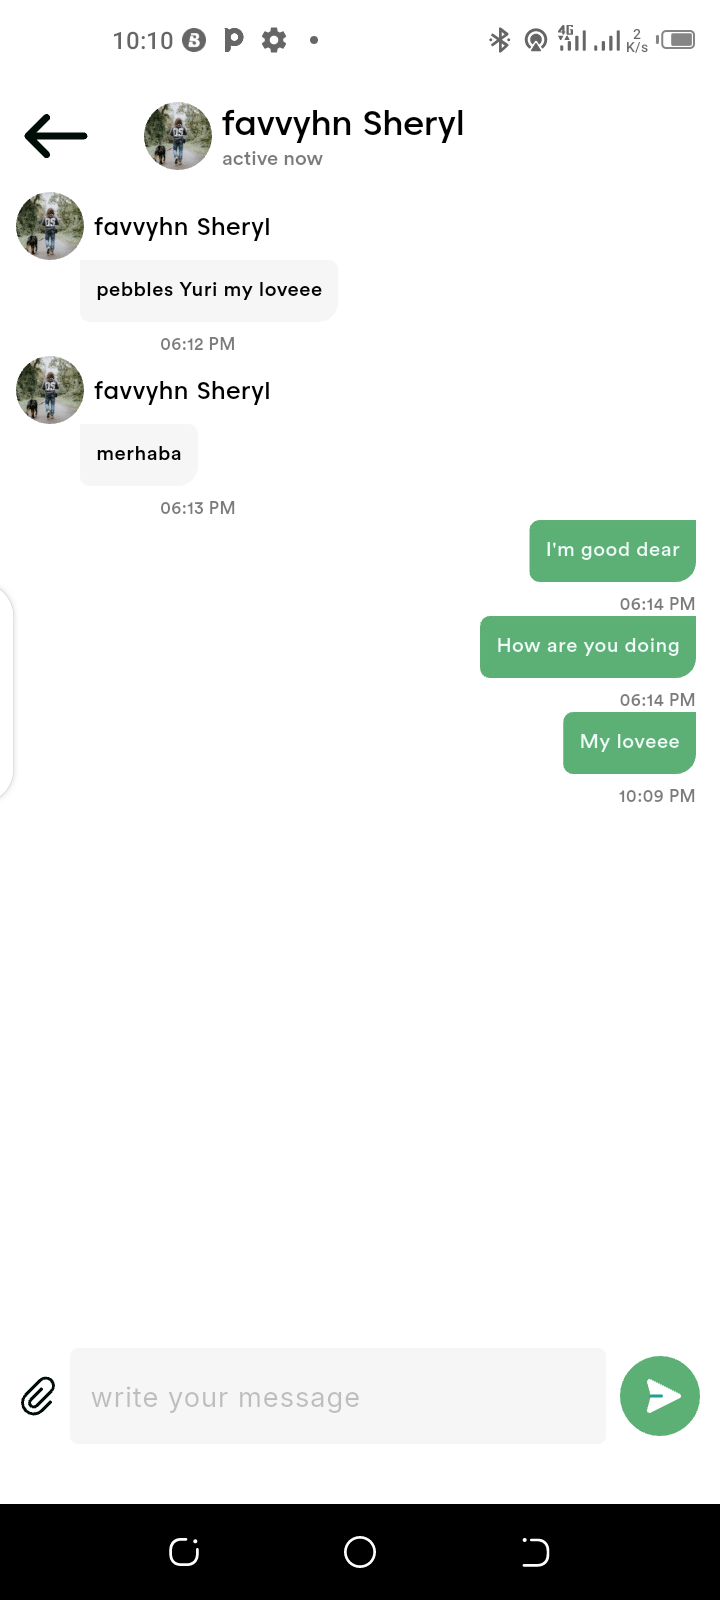 10:10
4G
2
K/s
favvyhn Sheryl
active now
favvyhn Sheryl
pebbles Yuri my loveee
06:12 PM
favvyhn Sheryl
merhaba
06:13 PM
I'm good dear
06:14 PM
How are you doing
06:14 PM
My loveee
10:09 PM
write your message